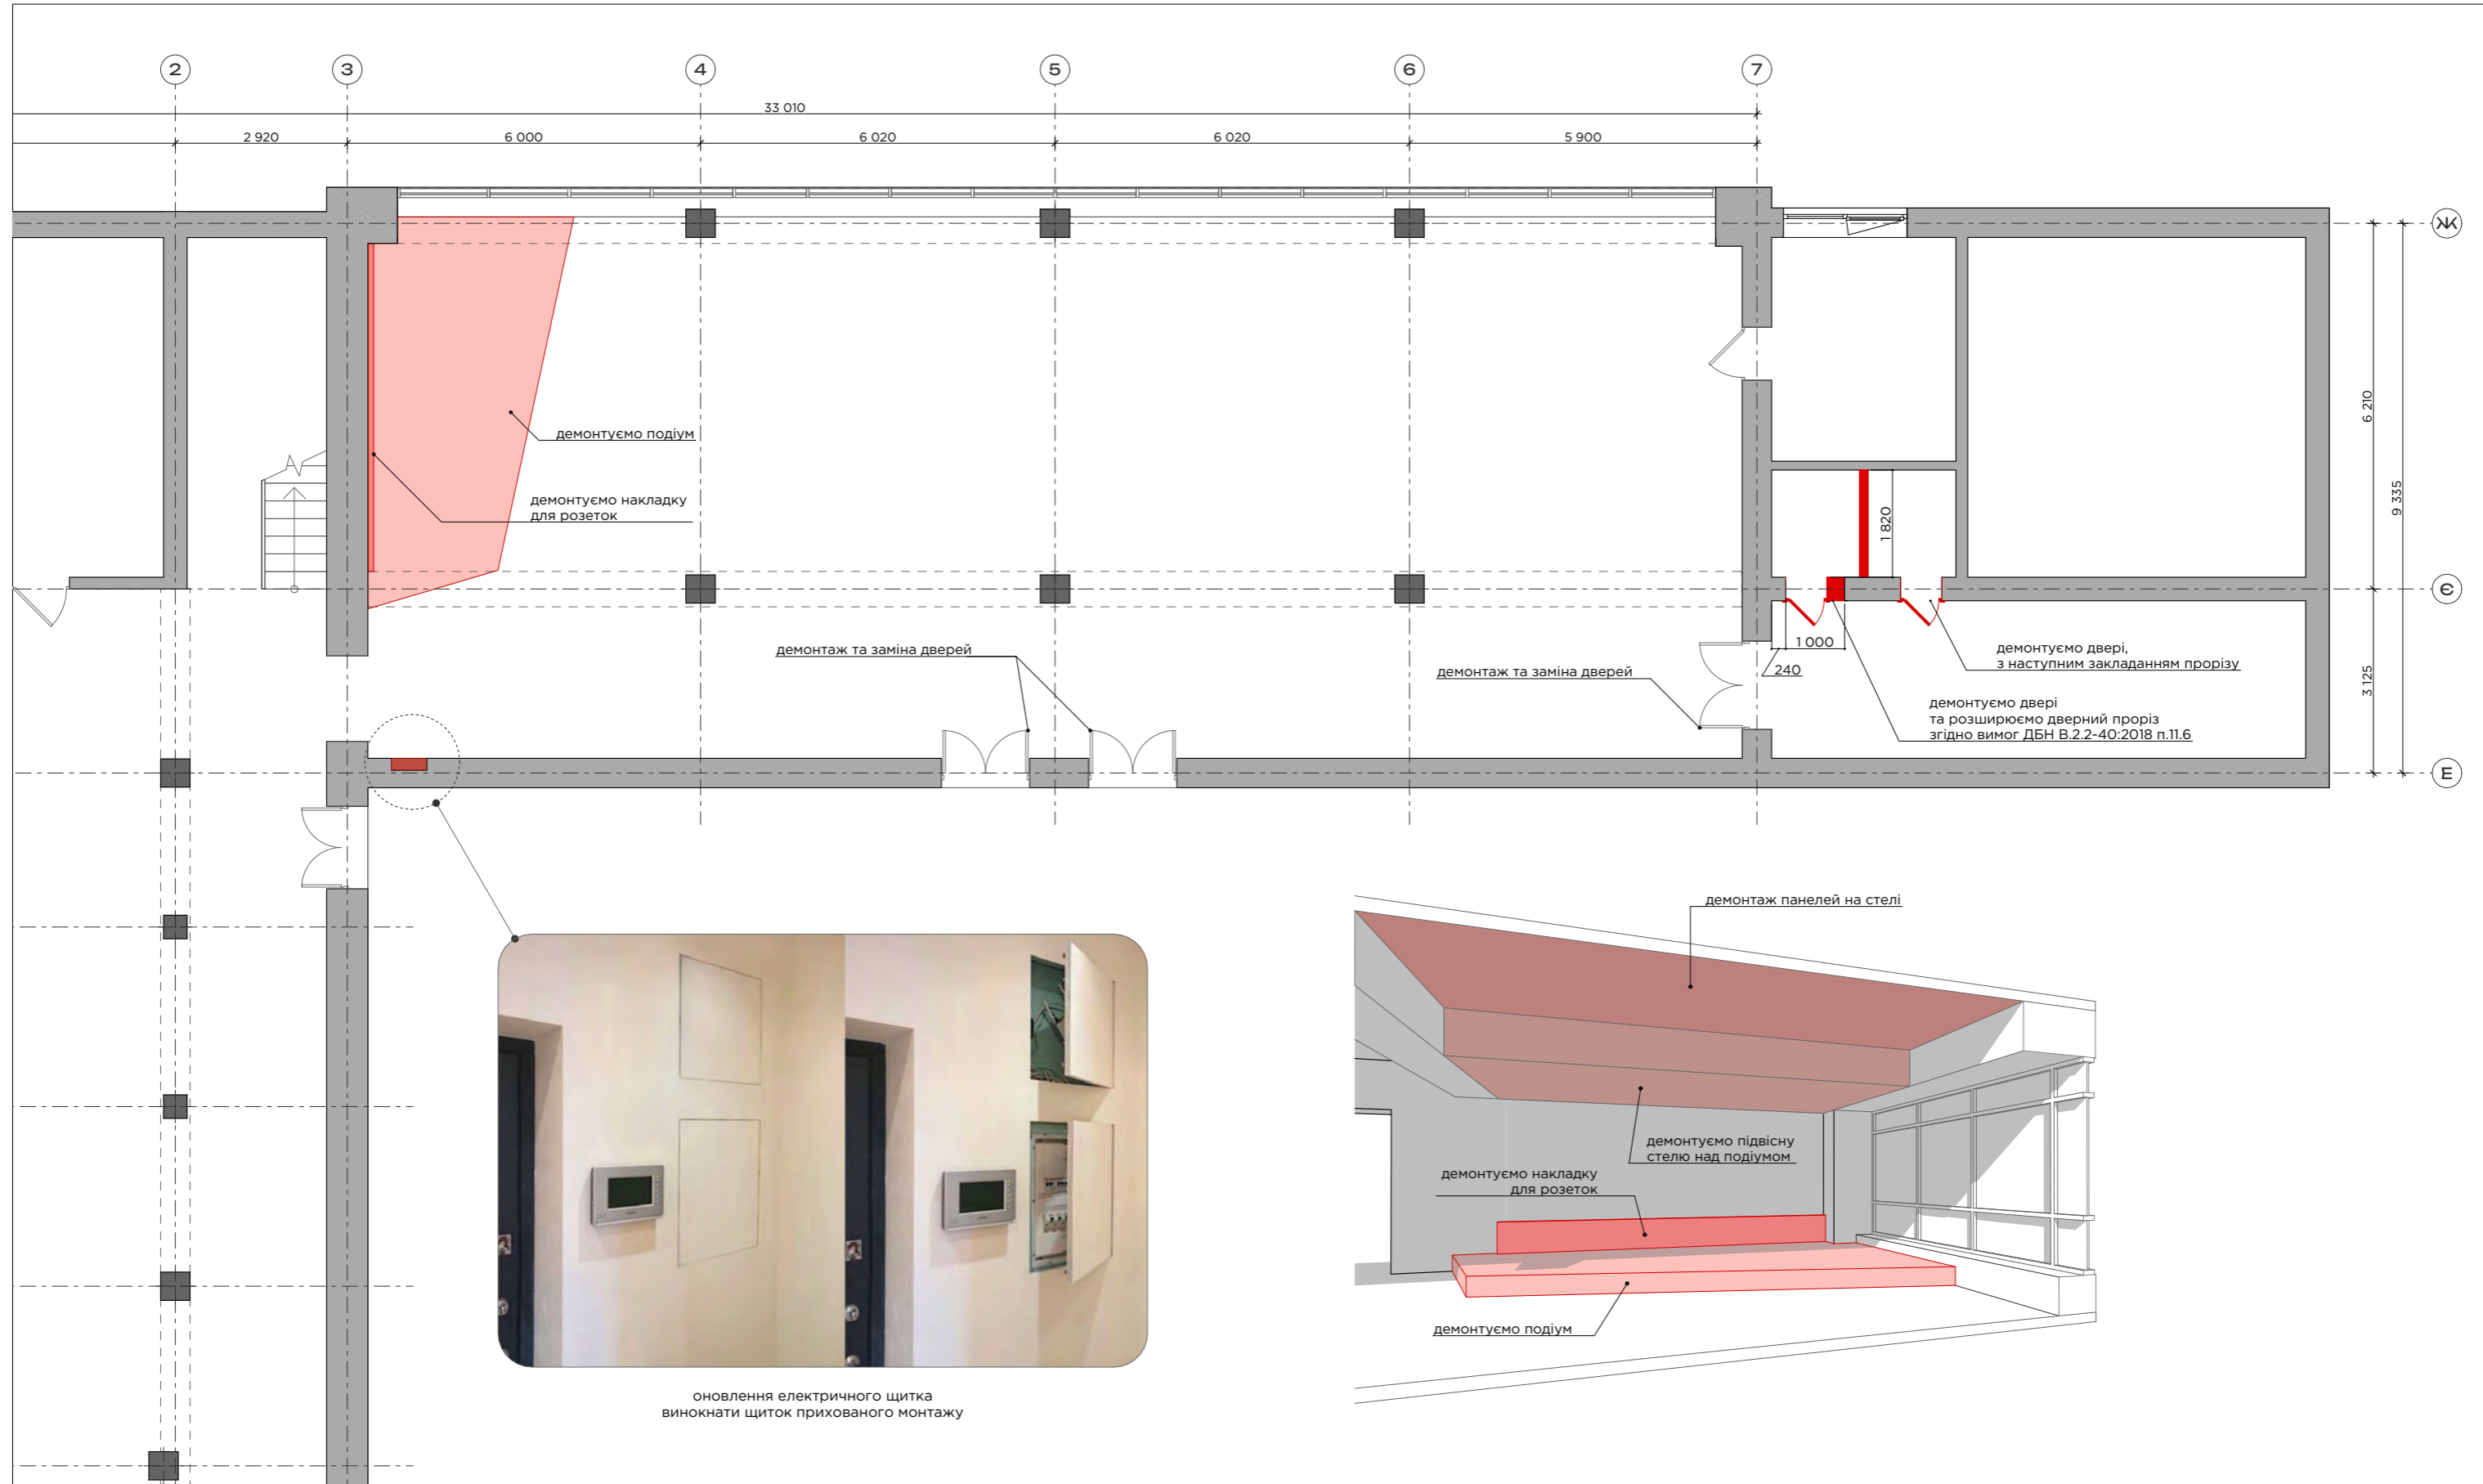 2
3
4
5
6
7
33 010
2 920
6 000
6 020
6 020
5 900
Ж
Є
Е
6 210
9 335
3 125
1 820
1 000
240
демонтуємо подіум
демонтуємо накладку
для розеток
демонтаж та заміна дверей
демонтаж та заміна дверей
демонтуємо двері,
з наступним закладанням прорізу
демонтуємо двері
та розширюємо дверний проріз
згідно вимог ДБН В.2.2-40:2018 п.11.6
демонтаж панелей на стелі
демонтуємо підвісну
стелю над подіумом
демонтуємо накладку
для розеток
демонтуємо подіум
оновлення електричного щитка
винокнати щиток прихованого монтажу